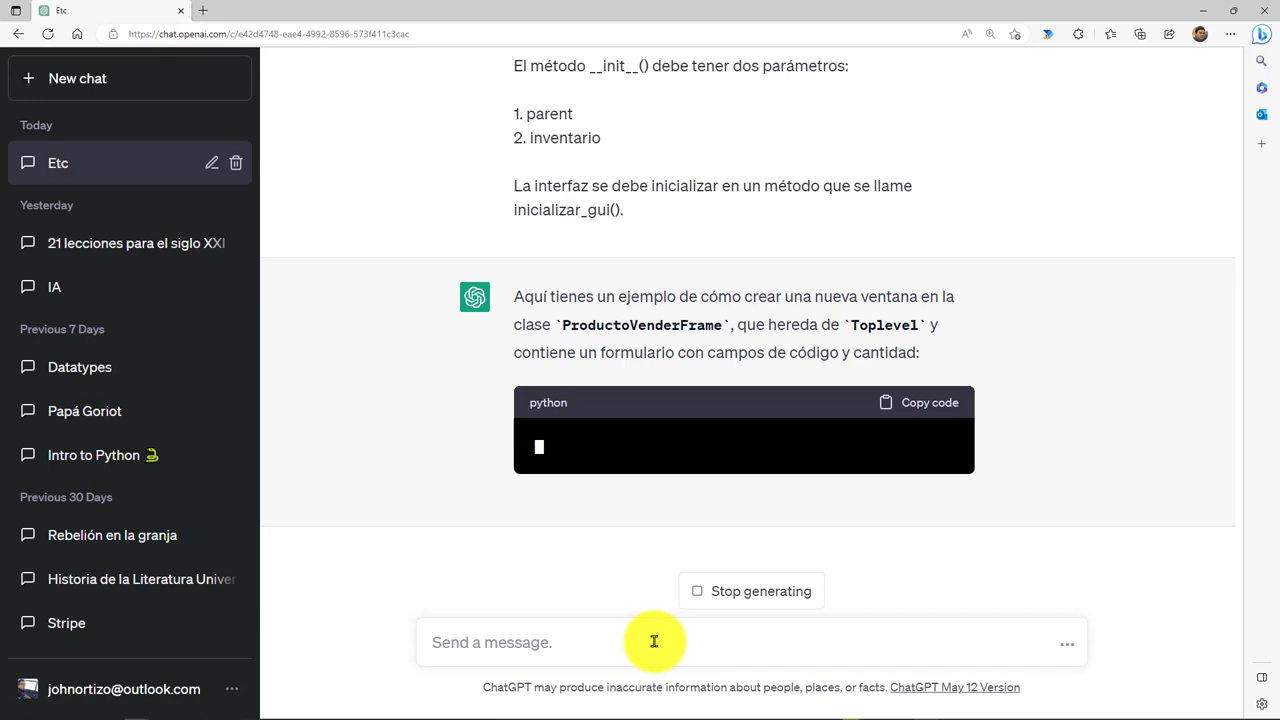 Etc
https://chat.openai.com/c/e42d4748-eae4-4992-8596-573f411c3cac
New chat
Today
Etc
Yesterday
21 lecciones para el siglo XXI
IA
Previous 7 Days
Datatypes
Papá Goriot
Intro to Python
Previous 30 Days
Rebelión en la granja
Historia de la Literatura Univer
Stripe
johnortizo@outlook.com
El método __init__() debe tener dos parámetros:
1. parent
2. inventario
La interfaz se debe inicializar en un método que se llame
inicializar_gui().
Aquí tienes un ejemplo de cómo crear una nueva ventana en la
clase `ProductoVenderFrame`, que hereda de `Toplevel` y
contiene un formulario con campos de código y cantidad:
python
Copy code
Stop generating
Send a message.
ChatGPT may produce inaccurate information about people, places, or facts. ChatGPT May 12 Version